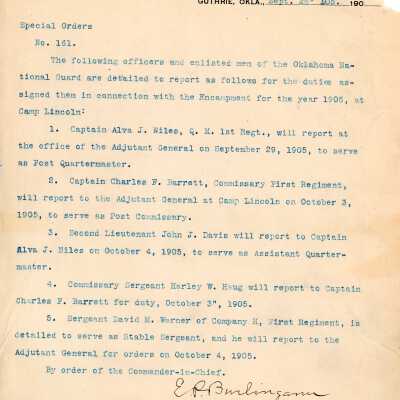 GUTHRIE, OKLA., Sept. 25" 105. 190
Special Orders
No. 161.
The following officers and enlisted men of the Oklahoma Na-
tional Guard are detailed to report as follows for the duties as-
signed them in connection with the Encampment for the year 1905, at
Camp Lincoln:
1. Captain Alva J. Niles, Q. M. 1st Regt., will report at
the office of the Adjutant General on September 29, 1905, to serve
as Post Quartermaster.
2. Captain Charles F. Barrett, Commissary First Regiment,
will report to the Adjutant General at Camp Lincoln on October 3,
1905, to serve as Post Commissary.
3. Second Lieutenant John J. Davis will report to Captain
Alva J. Niles on October 4, 1905, to serve as Assistant Quarter-
master.
4. Commissary Sergeant Harley W. Haug will report to Captain
Charles F. Barrett for duty, October 3", 1905.
5. Sergeant David M. Warner of Company H, First Regiment, is
detailed to serve as Stable Sergeant, and he will report to the
Adjutant General for orders on October 4, 1905.
By order of the Commander-in-Chief.
E. P. Burlingame